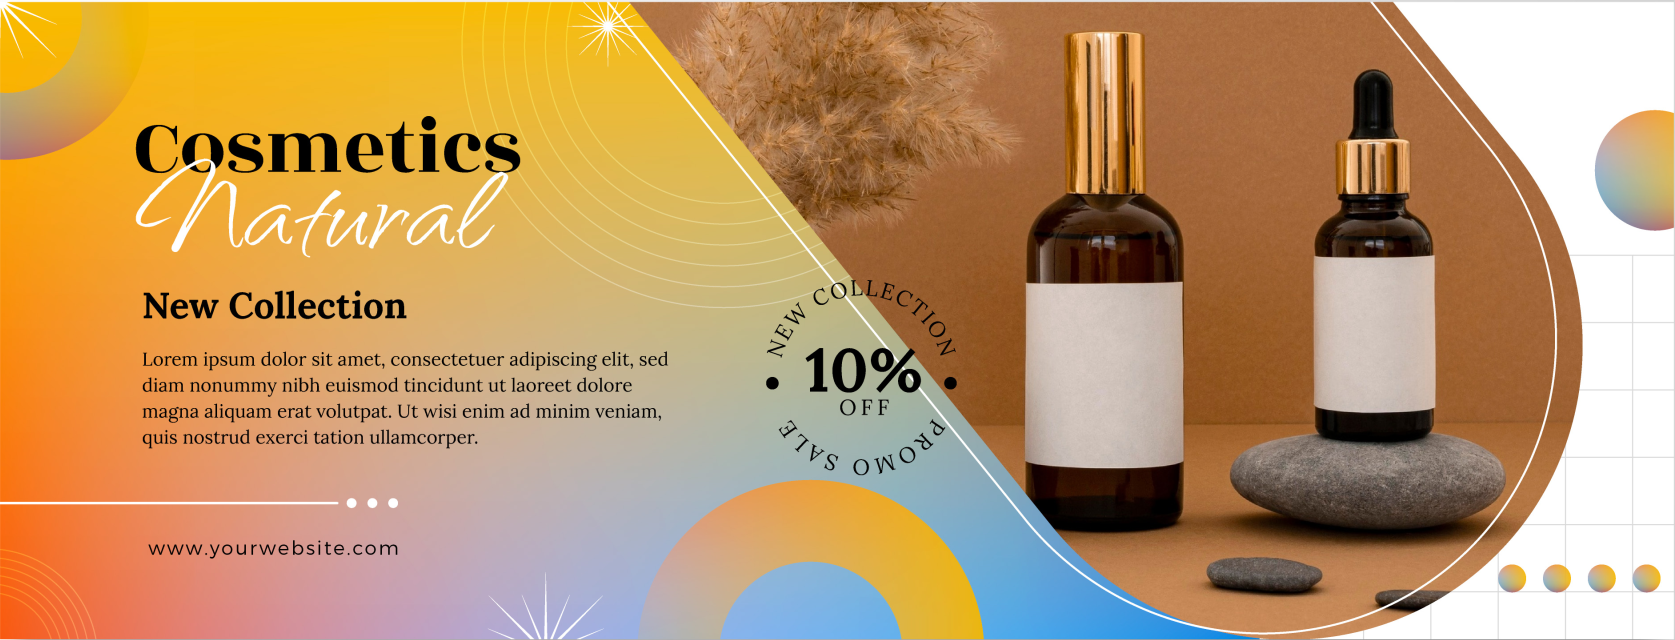 Cosmetics
Natural
New Collection
Lorem ipsum dolor sit amet, consectetuer adipiscing elit, sed
diam nonummy nibh euismod tincidunt ut laoreet dolore
magna aliquam erat volutpat. Ut wisi enim ad minim veniam,
quis nostrud exerci tation ullamcorper.
www.yourwebsite.com
NEW COLLECTION
10%
OFF
PROMO SALE